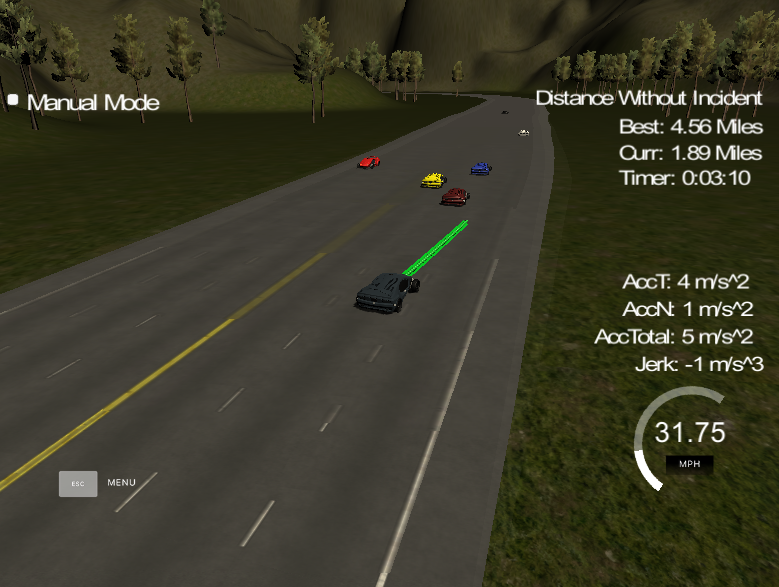 Manual Mode
Distance Without Incident
Best: 4.56 Miles
Curr: 1.89 Miles
Timer: 0:03:10
AccT: 4 m/s^2
AccN: 1 m/s^2
AccTotal: 5 m/s^2
Jerk: -1 m/s^3
31.75
MPH
ESC MENU